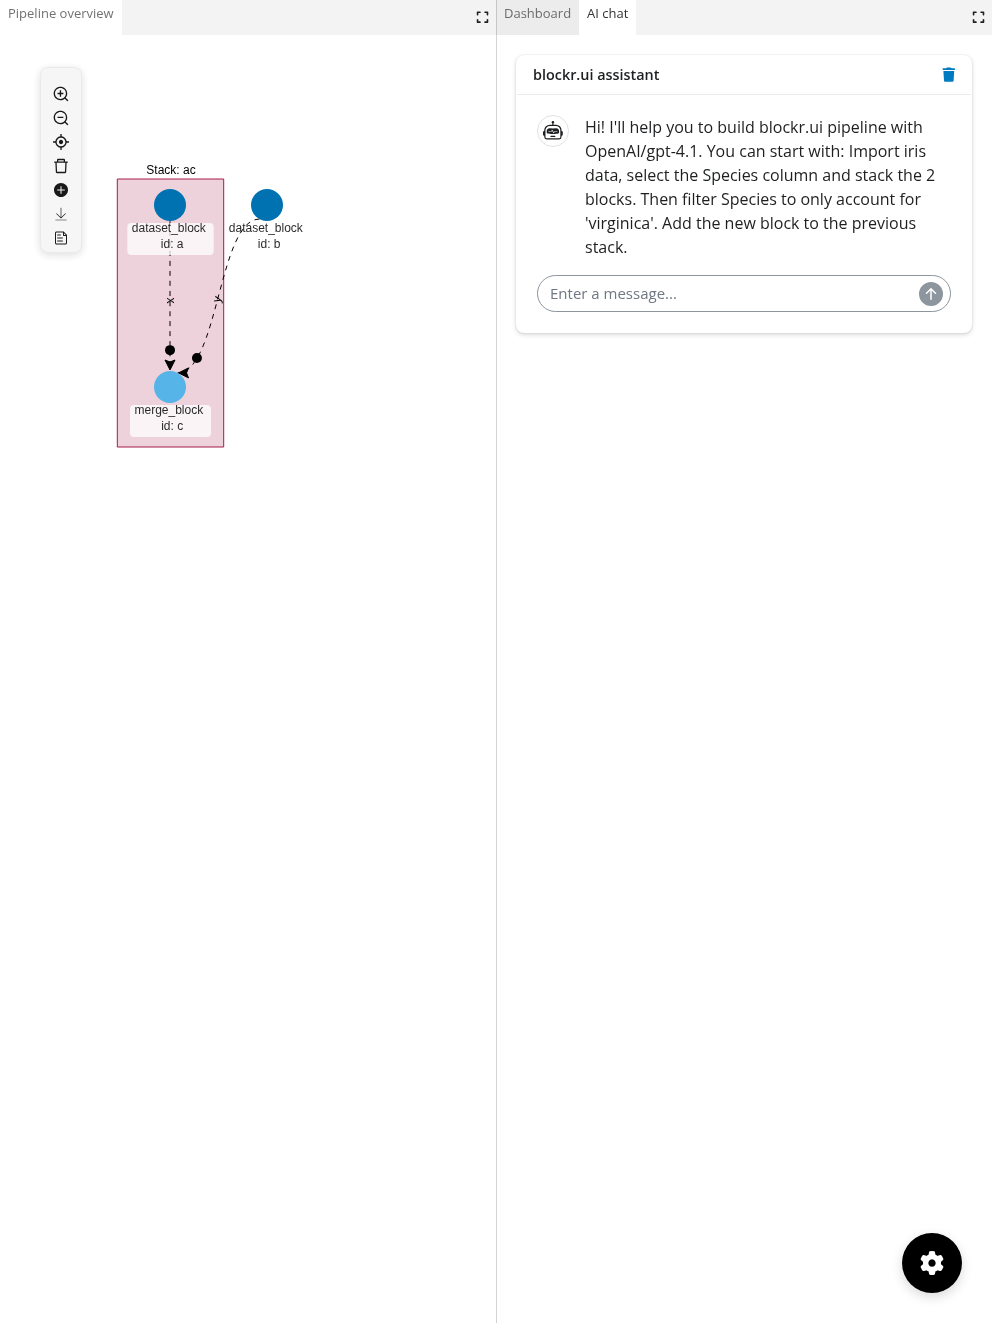 Pipeline overview
Dashboard
AI chat
blockr.ui assistant
Hi! I'll help you to build blockr.ui pipeline with
OpenAI/gpt-4.1. You can start with: Import iris
data, select the Species column and stack the 2
blocks. Then filter Species to only account for
'virginica'. Add the new block to the previous
stack.
Enter a message...
Stack: ac
dataset_block
id: a
dataset_block
id: b
x
y
merge_block
id: c